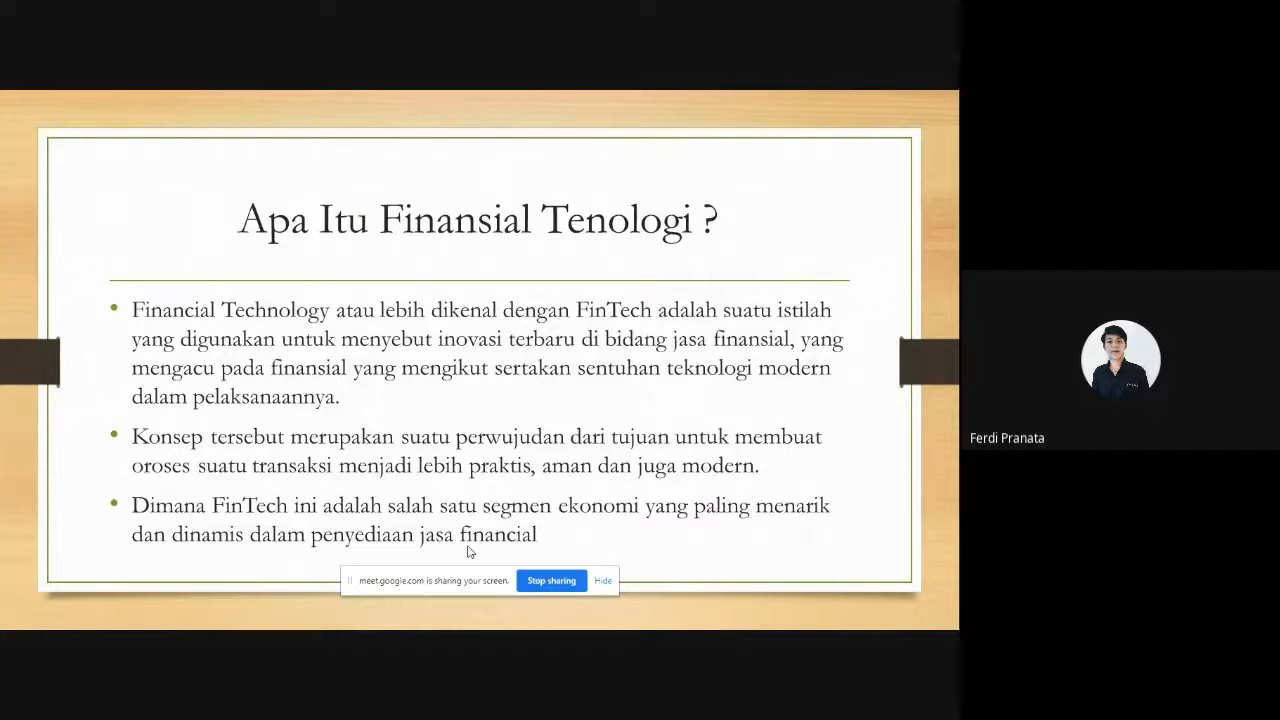 Apa Itu Finansial Tenologi ?
• Financial Technology atau lebih dikenal dengan FinTech adalah suatu istilah
yang digunakan untuk menyebut inovasi terbaru di bidang jasa finansial, yang
mengacu pada finansial yang mengikut sertakan sentuhan teknologi modern
dalam pelaksanaannya.
• Konsep tersebut merupakan suatu perwujudan dari tujuan untuk membuat
oroses suatu transaksi menjadi lebih praktis, aman dan juga modern.
• Dimana FinTech ini adalah salah satu segmen ekonomi yang paling menarik
dan dinamis dalam penyediaan jasa financial
meet.google.com is sharing your screen. Stop sharing Hide
Ferdi Pranata